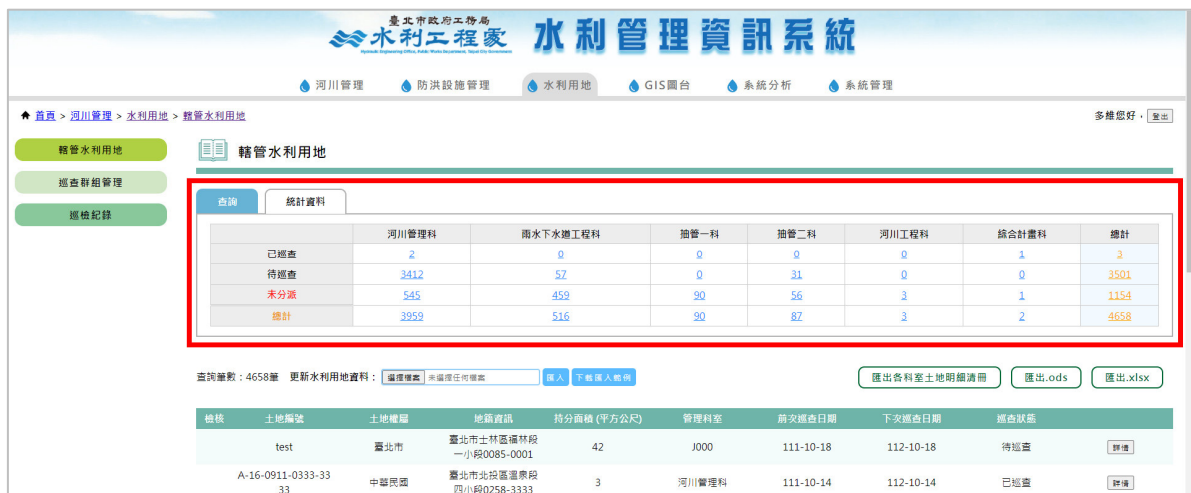 臺北市政府工務局
水利工程處 水利管理資訊系統
河川管理 防洪設施管理 水利用地 GIS圖台 系統分析 系統管理
首頁 > 河川管理 > 水利用地 > 轄管水利用地 多維您好, 登出
轄管水利用地
巡查群組管理
巡檢紀錄
轄管水利用地
查詢 統計資料
河川管理科 雨水下水道工程科 抽管一科 抽管二科 河川工程科 綜合計畫科 總計
已巡查 2 0 0 0 0 1 3
待巡查 3412 57 0 31 0 0 3501
未分派 545 459 90 56 3 1 1154
總計 3959 516 90 87 3 2 4658
查詢筆數:4658筆 更新水利用地資料: 選擇檔案 未選擇任何檔案 匯入 下載匯入範例 匯出各科室土地明細清冊 匯出.ods 匯出.xlsx
檢核 土地編號 土地權屬 地籍資訊 持分面積 (平方公尺) 管理科室 前次巡查日期 下次巡查日期 巡查狀態
test 臺北市 臺北市士林區福林段一小段0085-0001 42 J000 111-10-18 112-10-18 待巡查 詳情
A-16-0911-0333-3333 中華民國 臺北市北投區溫泉段四小段0258-3333 3 河川管理科 111-10-14 112-10-14 已巡查 詳情